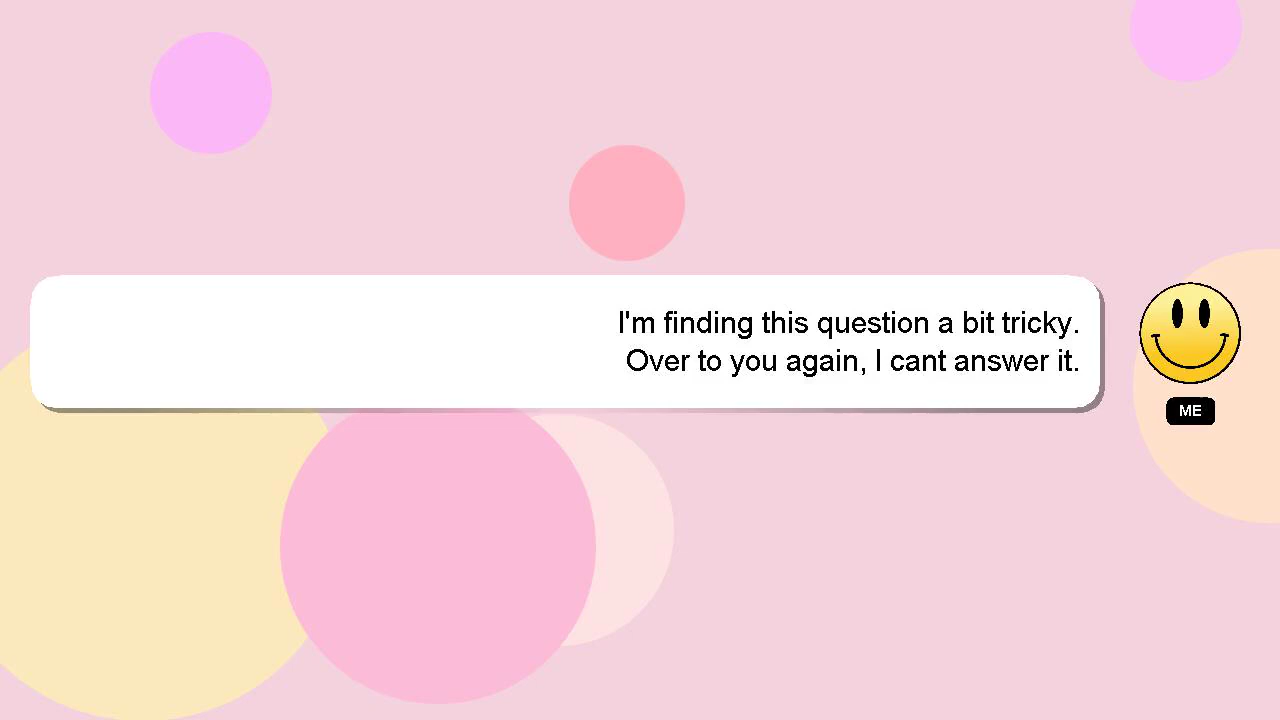 I'm finding this question a bit tricky.
Over to you again, I cant answer it.
ME